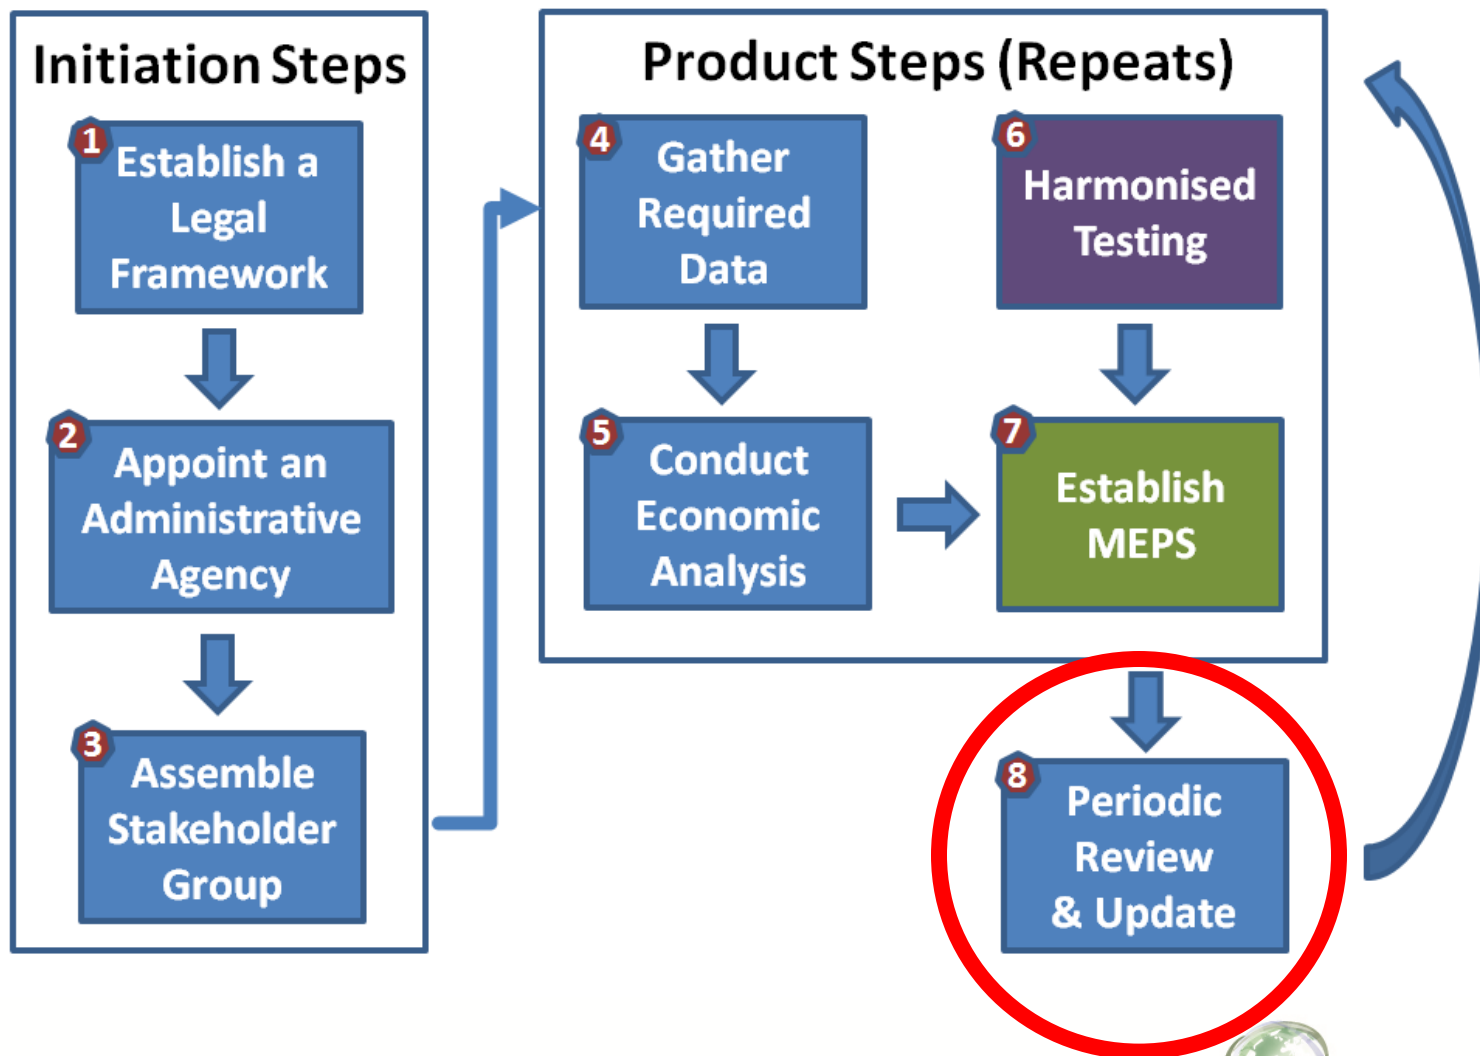 Initiation Steps
1
Establish a
Legal
Framework
2
Appoint an
Administrative
Agency
3
Assemble
Stakeholder
Group
Product Steps (Repeats)
4
Gather
Required
Data
5
Conduct
Economic
Analysis
6
Harmonised
Testing
7
Establish
MEPS
8
Periodic
Review
& Update